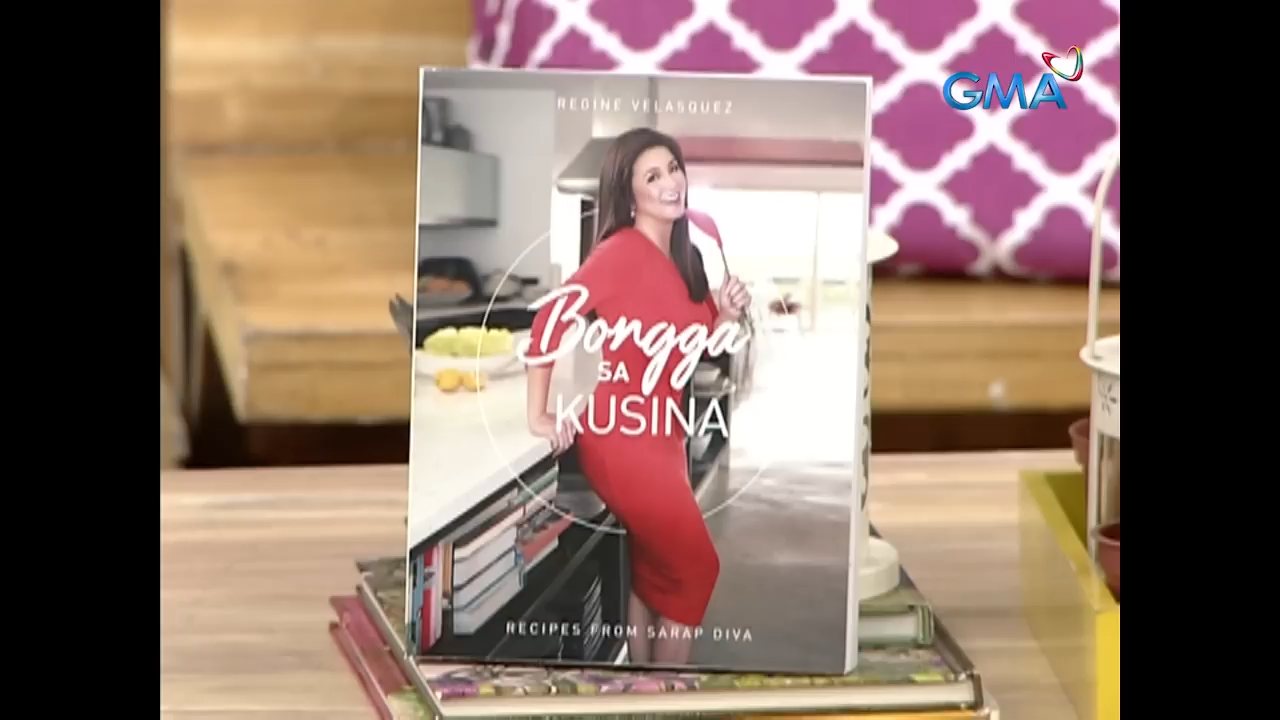 GMA
REGINE VELASQUEZ
Bongga
SA
KUSINA
RECIPES FROM SARAP DIVA